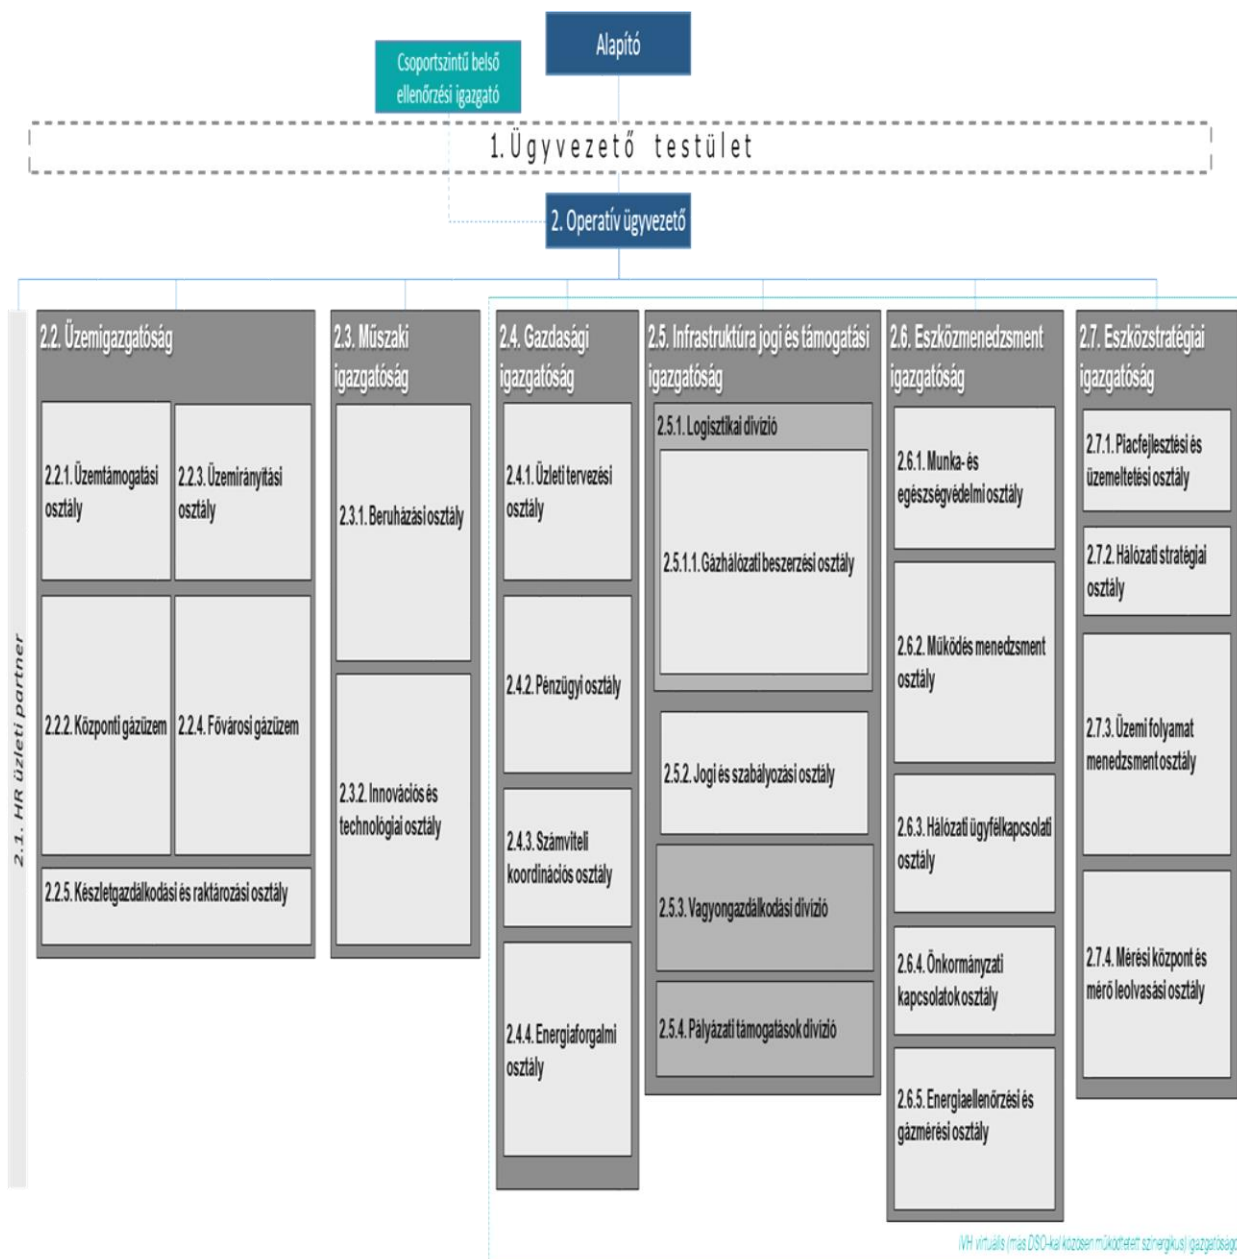 Alapító
Csoportszintű belső
ellenőrzési igazgató
1. Ügyvezető testület
2. Operatív ügyvezető
2.1. HR üzleti partner
2.2. Üzemigazgatóság
2.2.1. Üzemtámogatási
osztály
2.2.3. Üzemirányítási
osztály
2.2.2. Központi gázüzem
2.2.4. Fővárosi gázüzem
2.2.5. Készletgazdálkodási és raktározási osztály
2.3. Műszaki
igazgatóság
2.3.1. Beruházási osztály
2.3.2. Innovációs és
technológiai osztály
2.4. Gazdasági
igazgatóság
2.4.1. Üzleti tervezési
osztály
2.4.2. Pénzügyi osztály
2.4.3. Számviteli
koordinációs osztály
2.4.4. Energiaforgalmi
osztály
2.5. Infrastruktúra jogi és támogatási
igazgatóság
2.5.1. Logisztikai divízió
2.5.1.1. Gázhálózati beszerzési osztály
2.5.2. Jogi és szabályozási osztály
2.5.3. Vagyongazdálkodási divízió
2.5.4. Pályázati támogatások divízió
2.6. Eszközmenedzsment
igazgatóság
2.6.1. Munka- és
egészségvédelmi osztály
2.6.2. Működés menedzsment
osztály
2.6.3. Hálózati ügyfélkapcsolati
osztály
2.6.4. Önkormányzati
kapcsolatok osztály
2.6.5. Energiaellenőrzési és
gázmérési osztály
2.7. Eszközstratégiai
igazgatóság
2.7.1. Piacfejlesztési és
üzemeltetési osztály
2.7.2. Hálózati stratégiai
osztály
2.7.3. Üzemi folyamat
menedzsment osztály
2.7.4. Mérési központ és
mérő leolvasási osztály
virtuális (más DSO-kal közösen működtetett szinergikus)